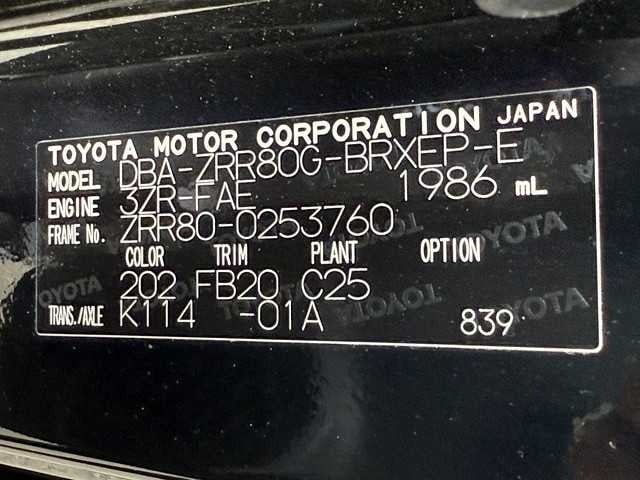 TOYOTA MOTOR CORPORATION JAPAN
MODEL DBA-ZRR80G-BRXEP-E
ENGINE 3ZR-FAE 1986 mL
FRAME No. ZRR80-0253760
COLOR TRIM PLANT OPTION
202 FB20 C25
TRANS./AXLE K114 -01A 839